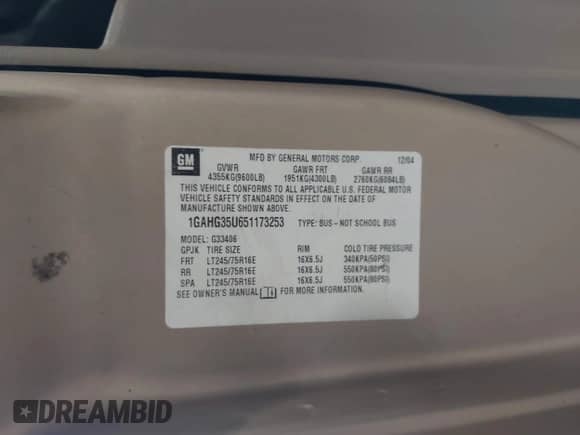 GM MFD BY GENERAL MOTORS CORP. 12/04
GVWR GAWR FRT GAWR RR
4355KG(9600LB) 1951KG(4300LB) 2760KG(6084LB)
THIS VEHICLE CONFORMS TO ALL APPLICABLE U.S. FEDERAL MOTOR
VEHICLE SAFETY STANDARDS IN EFFECT ON THE DATE OF
MANUFACTURE SHOWN ABOVE.
1GAHG35U651173253 TYPE: BUS-NOT SCHOOL BUS
MODEL: G33406
GPJK TIRE SIZE RIM COLD TIRE PRESSURE
FRT LT245/75R16E 16X6.5J 340KPA(50PSI)
RR LT245/75R16E 16X6.5J 550KPA(80PSI)
SPA LT245/75R16E 16X6.5J 550KPA(80PSI)
SEE OWNER'S MANUAL FOR MORE INFORMATION.
DREAMBID